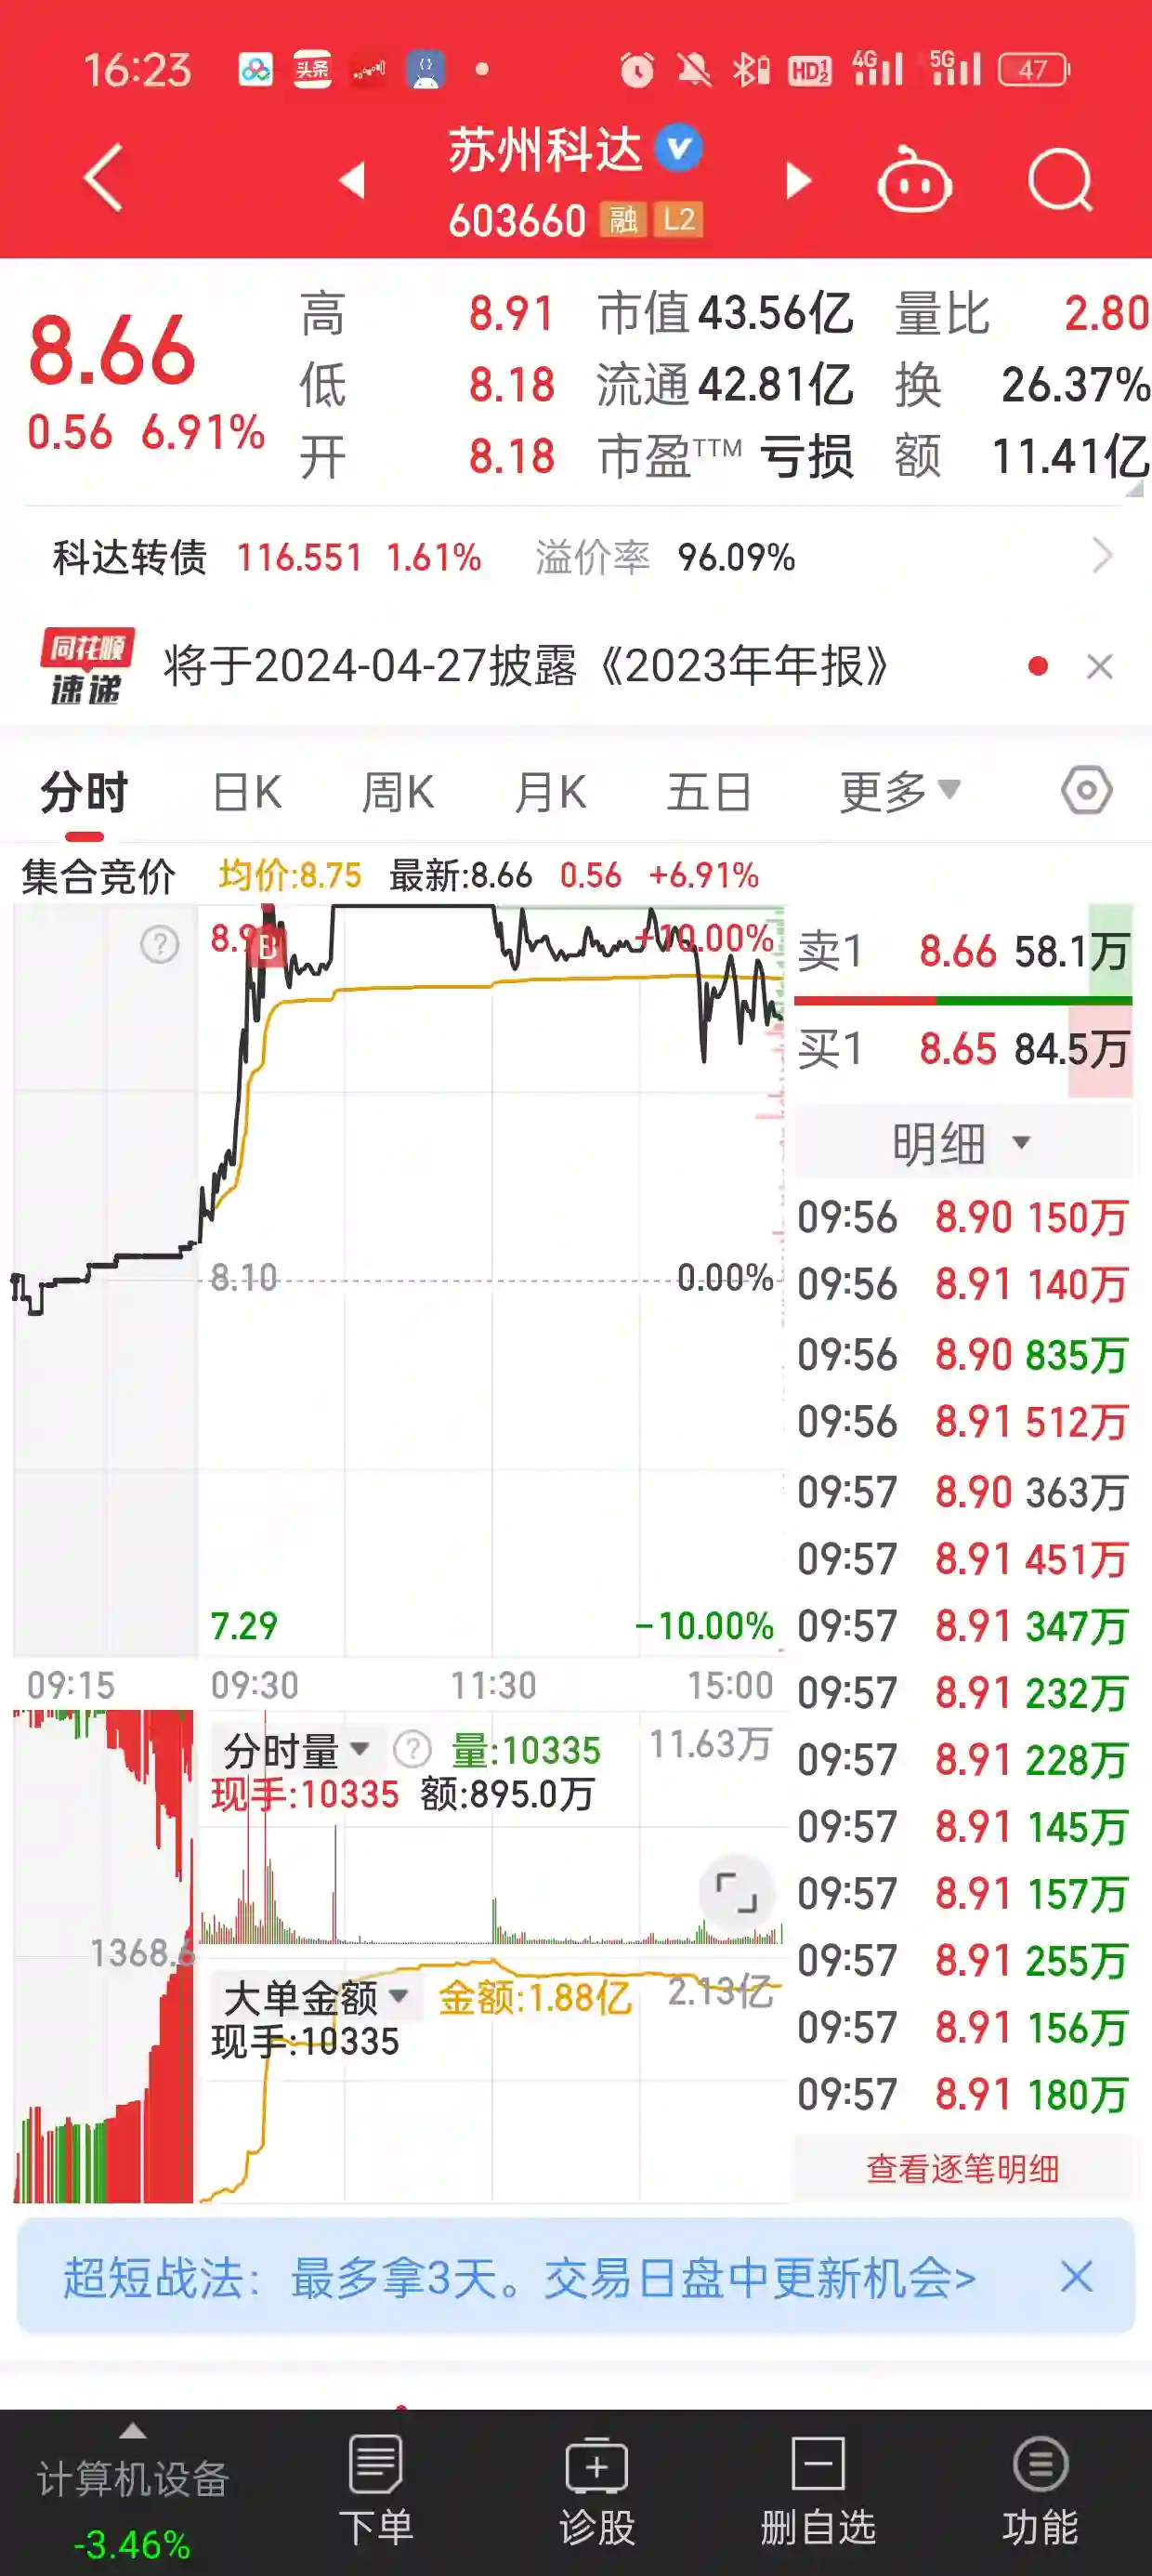 16:23 头条 HD 1 2 4G 5G 47
苏州科达
603660 融 L2
8.66
0.56 6.91%
高 8.91 市值 43.56亿 量比 2.80
低 8.18 流通 42.81亿 换 26.37%
开 8.18 市盈TTM 亏损 额 11.41亿
科达转债 116.551 1.61% 溢价率 96.09%
同花顺
速递
将于2024-04-27披露《2023年年报》
分时 日K 周K 月K 五日 更多
集合竞价 均价:8.75 最新:8.66 0.56 +6.91%
B +10.00%
8.10 0.00%
7.29 -10.00%
09:15 09:30 11:30 15:00
分时量 ? 量:10335 11.63万
现手:10335 额:895.0万
1368.6
大单金额 金额:1.88亿 2.13亿
现手:10335
卖1 8.66 58.1万
买1 8.65 84.5万
明细
09:56 8.90 150万
09:56 8.91 140万
09:56 8.90 835万
09:56 8.91 512万
09:57 8.90 363万
09:57 8.91 451万
09:57 8.91 347万
09:57 8.91 232万
09:57 8.91 228万
09:57 8.91 145万
09:57 8.91 157万
09:57 8.91 255万
09:57 8.91 156万
09:57 8.91 180万
查看逐笔明细
超短战法：最多拿3天。交易日盘中更新机会>
计算机设备
-3.46%
下单
诊股
删自选
功能